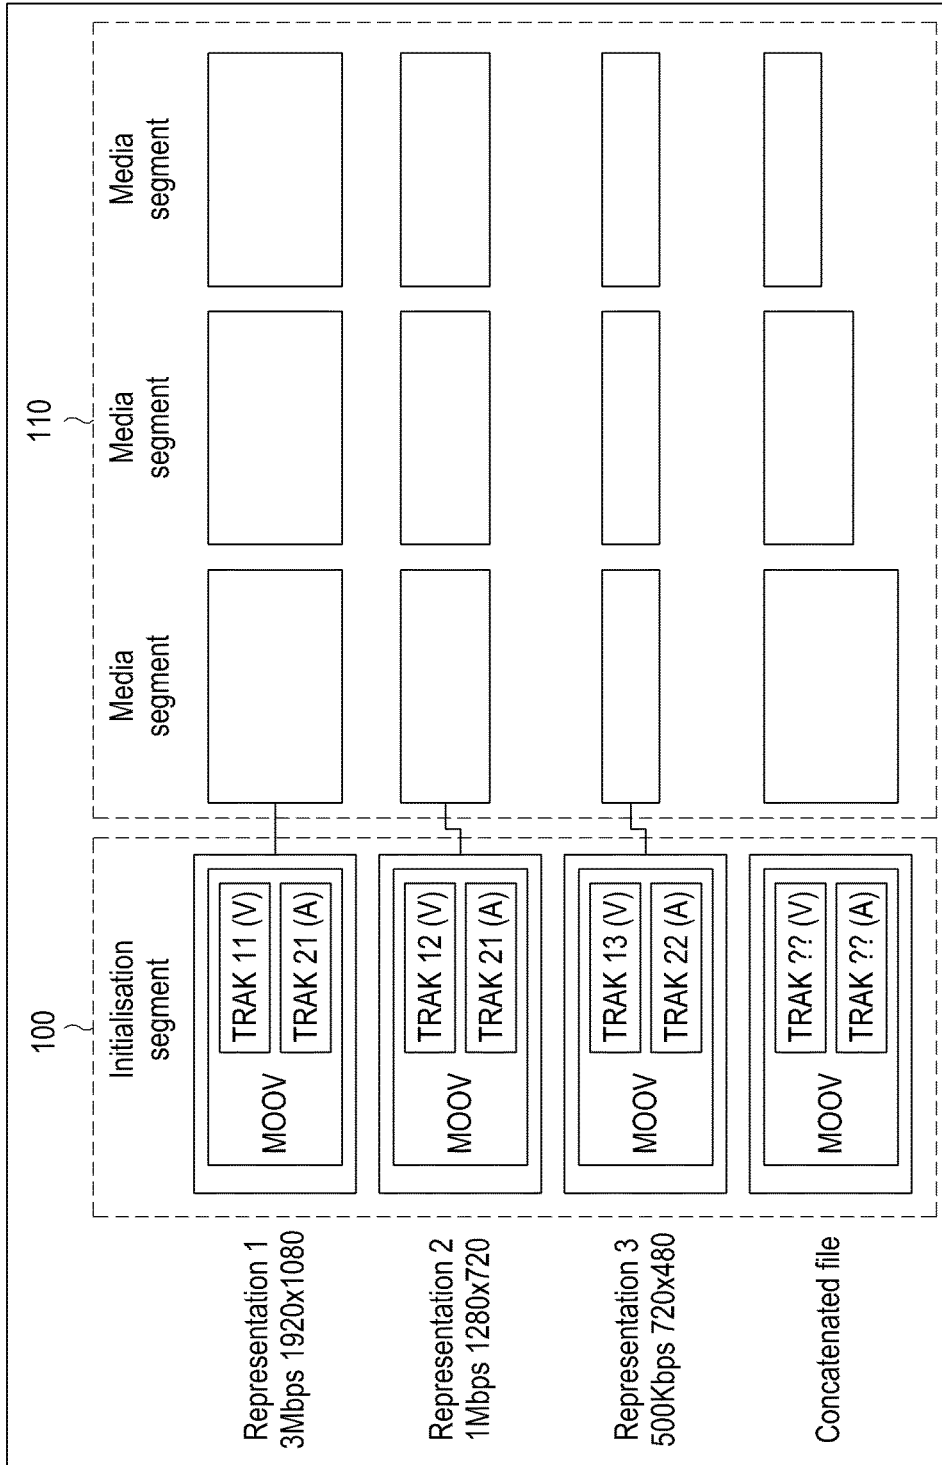 100
110
Initialisation
segment
Media
segment
Media
segment
Media
segment
Representation 1
3Mbps 1920x1080
MOOV
TRAK 11 (V)
TRAK 21 (A)
Representation 2
1Mbps 1280x720
MOOV
TRAK 12 (V)
TRAK 21 (A)
Representation 3
500Kbps 720x480
MOOV
TRAK 13 (V)
TRAK 22 (A)
Concatenated file
MOOV
TRAK ?? (V)
TRAK ?? (A)